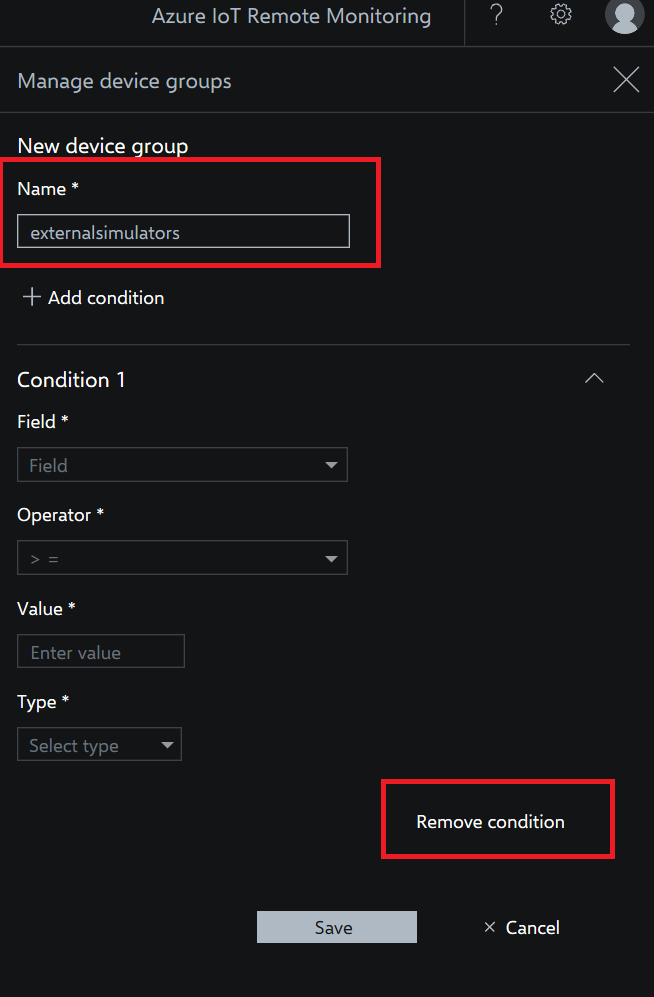 Azure IoT Remote Monitoring ?
Manage device groups
New device group
Name *
externalsimulators
+ Add condition
Condition 1
Field *
Field
Operator *
> =
Value *
Enter value
Type *
Select type
Remove condition
Save × Cancel